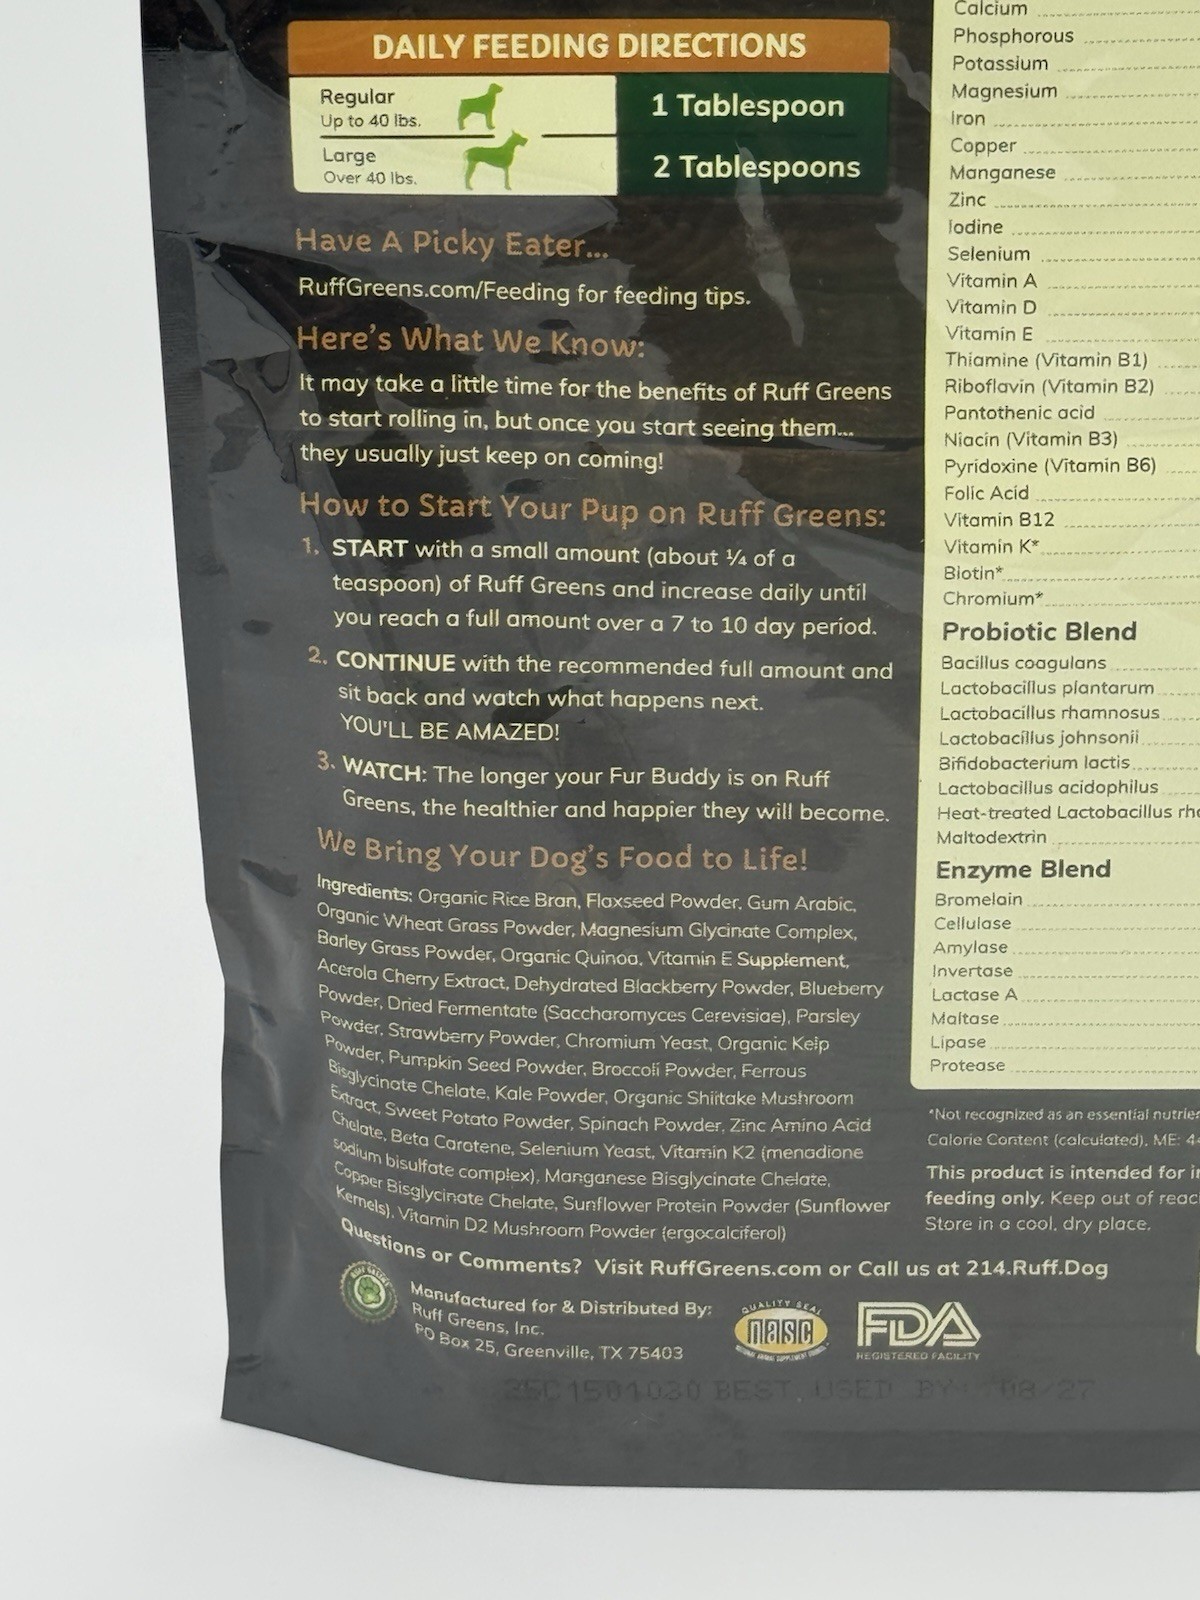 DAILY FEEDING DIRECTIONS
Regular
Up to 40 lbs.
1 Tablespoon
Large
Over 40 lbs.
2 Tablespoons
Have A Picky Eater...
RuffGreens.com/Feeding for feeding tips.
Here's What We Know:
It may take a little time for the benefits of Ruff Greens
to start rolling in, but once you start seeing them...
they usually just keep on coming!
How to Start Your Pup on Ruff Greens:
1. START with a small amount (about ¼ of a
teaspoon) of Ruff Greens and increase daily until
you reach a full amount over a 7 to 10 day period.
2. CONTINUE with the recommended full amount and
sit back and watch what happens next.
YOU'LL BE AMAZED!
3. WATCH: The longer your Fur Buddy is on Ruff
Greens, the healthier and happier they will become.
We Bring Your Dog's Food to Life!
Ingredients: Organic Rice Bran, Flaxseed Powder, Gum Arabic,
Organic Wheat Grass Powder, Magnesium Glycinate Complex,
Barley Grass Powder, Organic Quinoa, Vitamin E Supplement,
Acerola Cherry Extract, Dehydrated Blackberry Powder, Blueberry
Powder, Dried Fermentate (Saccharomyces Cerevisiae), Parsley
Powder, Strawberry Powder, Chromium Yeast, Organic Kelp
Powder, Pumpkin Seed Powder, Broccoli Powder, Ferrous
Bisglycinate Chelate, Kale Powder, Organic Shiitake Mushroom
Extract, Sweet Potato Powder, Spinach Powder, Zinc Amino Acid
Chelate, Beta Carotene, Selenium Yeast, Vitamin K2 (menadione
sodium bisulfate complex), Manganese Bisglycinate Chelate,
Copper Bisglycinate Chelate, Sunflower Protein Powder (Sunflower
Kernels), Vitamin D2 Mushroom Powder (ergocalciferol)
Questions or Comments? Visit RuffGreens.com or Call us at 214.Ruff.Dog
RUFF GREENS
Manufactured for & Distributed By:
Ruff Greens, Inc.
PO Box 25, Greenville, TX 75403
QUALITY SEAL
nasc
NATIONAL ANIMAL SUPPLEMENT COUNCIL
FDA
REGISTERED FACILITY
BEST USED BY 08/27
Calcium
Phosphorous
Potassium
Magnesium
Iron
Copper
Manganese
Zinc
Iodine
Selenium
Vitamin A
Vitamin D
Vitamin E
Thiamine (Vitamin B1)
Riboflavin (Vitamin B2)
Pantothenic acid
Niacin (Vitamin B3)
Pyridoxine (Vitamin B6)
Folic Acid
Vitamin B12
Vitamin K*
Biotin*
Chromium*
Probiotic Blend
Bacillus coagulans
Lactobacillus plantarum
Lactobacillus rhamnosus
Lactobacillus johnsonii
Bifidobacterium lactis
Lactobacillus acidophilus
Heat-treated Lactobacillus
Maltodextrin
Enzyme Blend
Bromelain
Cellulase
Amylase
Invertase
Lactase A
Maltase
Lipase
Protease
*Not recognized as an essential
Calorie Content (calculated), ME:
This product is intended for
feeding only. Keep out of
Store in a cool, dry place.